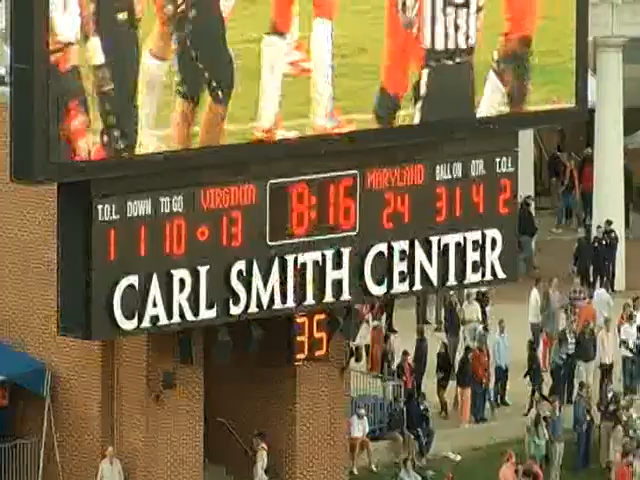 T.O.L. DOWN TO GO VIRGINIA 8:16 MARYLAND BALL ON QTR. T.O.L.
1 1 10 13 24 31 4 2
CARL SMITH CENTER
35